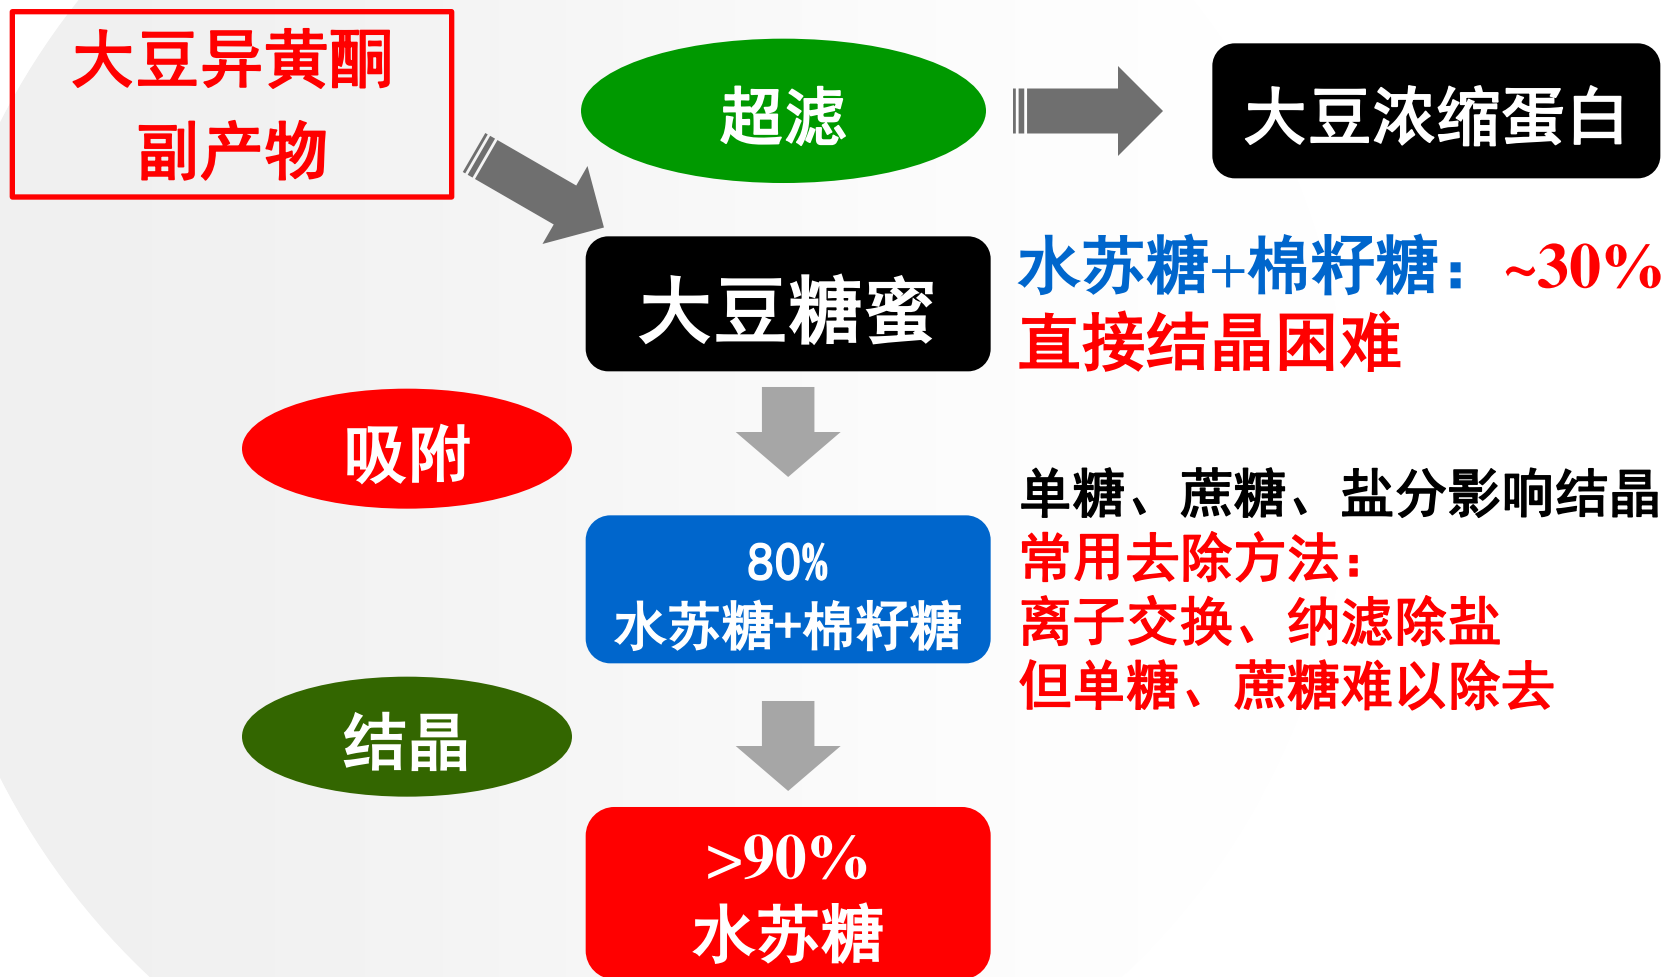 大豆异黄酮
副产物
超滤
大豆浓缩蛋白
大豆糖蜜
水苏糖+棉籽糖：~30%
直接结晶困难
吸附
单糖、蔗糖、盐分影响结晶
常用去除方法：
离子交换、纳滤除盐
但单糖、蔗糖难以除去
80%
水苏糖+棉籽糖
结晶
>90%
水苏糖